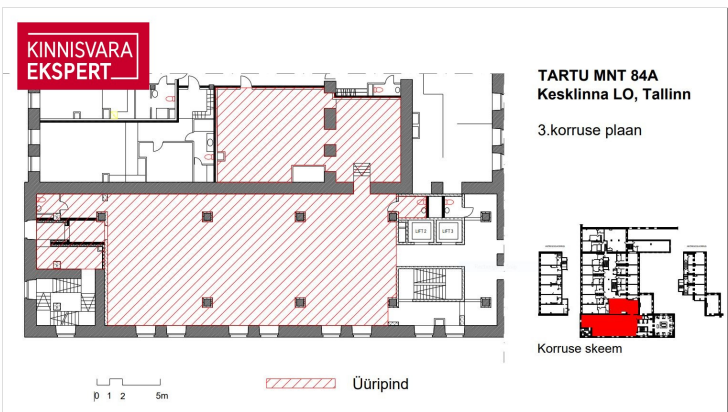 KINNISVARA
EKSPERT
TARTU MNT 84A
Kesklinna LO, Tallinn
3.korruse plaan
LIFT 2
LIFT 3
Korruse skeem
0 1 2 5m
Üüripind